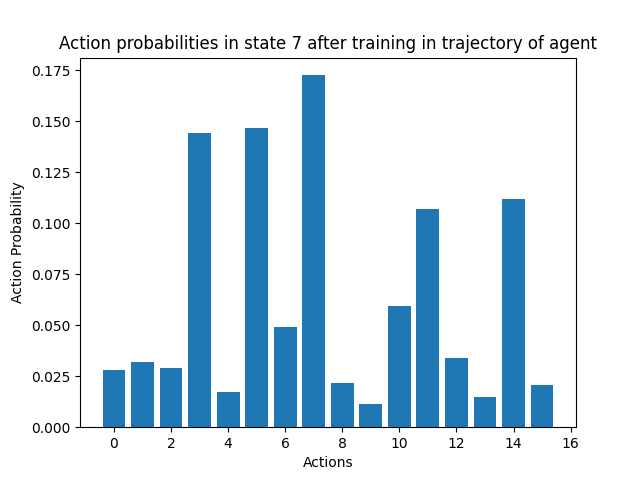 Action probabilities in state 7 after training in trajectory of agent
0.175
0.150
0.125
0.100
0.075
0.050
0.025
0.000
Action Probability
0 2 4 6 8 10 12 14 16
Actions